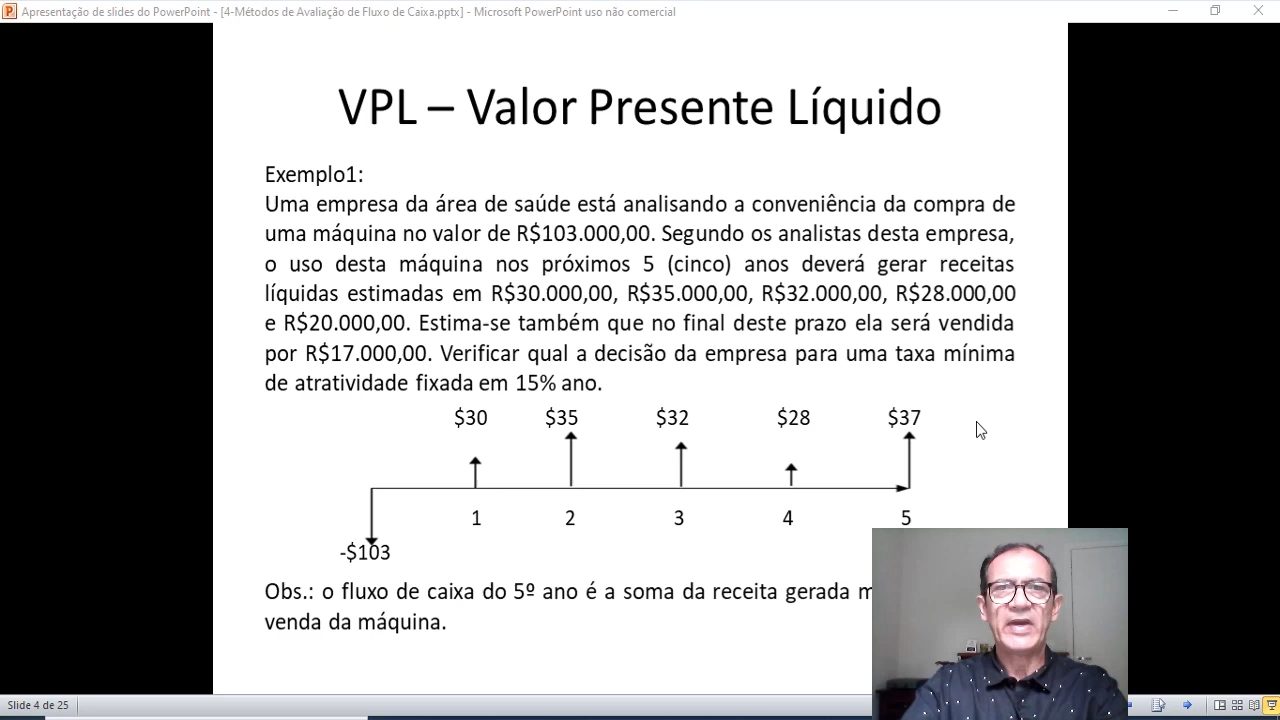 Apresentação de slides do PowerPoint - [4-Métodos de Avaliação de Fluxo de Caixa.pptx] - Microsoft PowerPoint uso não comercial
VPL – Valor Presente Líquido
Exemplo1:
Uma empresa da área de saúde está analisando a conveniência da compra de
uma máquina no valor de R$103.000,00. Segundo os analistas desta empresa,
o uso desta máquina nos próximos 5 (cinco) anos deverá gerar receitas
líquidas estimadas em R$30.000,00, R$35.000,00, R$32.000,00, R$28.000,00
e R$20.000,00. Estima-se também que no final deste prazo ela será vendida
por R$17.000,00. Verificar qual a decisão da empresa para uma taxa mínima
de atratividade fixada em 15% ano.
$30 $35 $32 $28 $37
1 2 3 4 5
-$103
Obs.: o fluxo de caixa do 5º ano é a soma da receita gerada
venda da máquina.
Slide 4 de 25